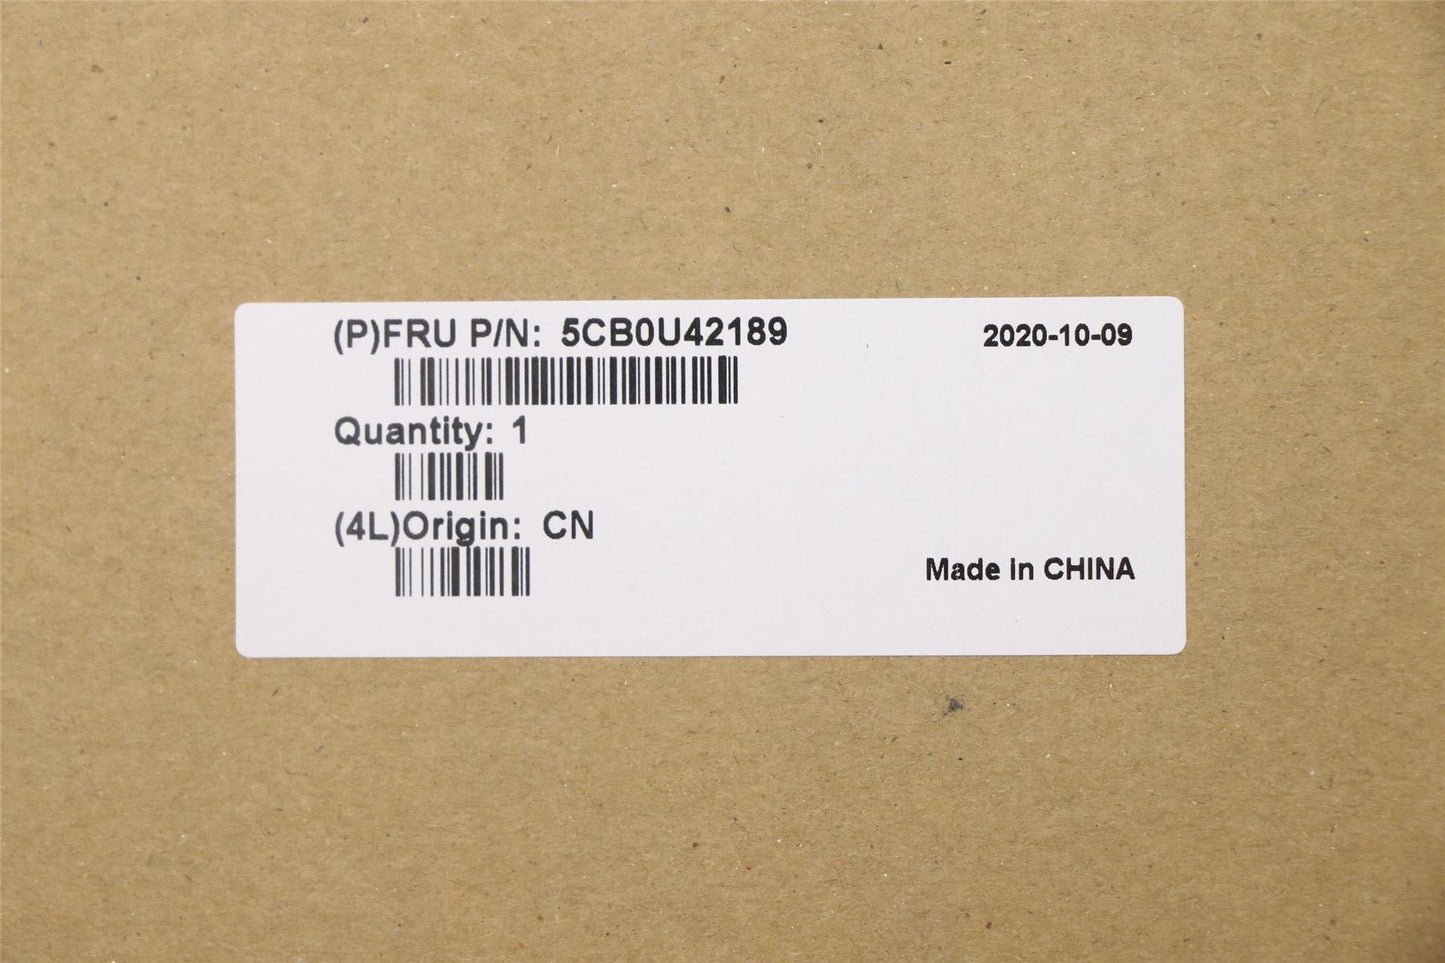 (P)FRU P/N: 5CB0U42189
2020-10-09
Quantity: 1
(4L)Origin: CN
Made in CHINA